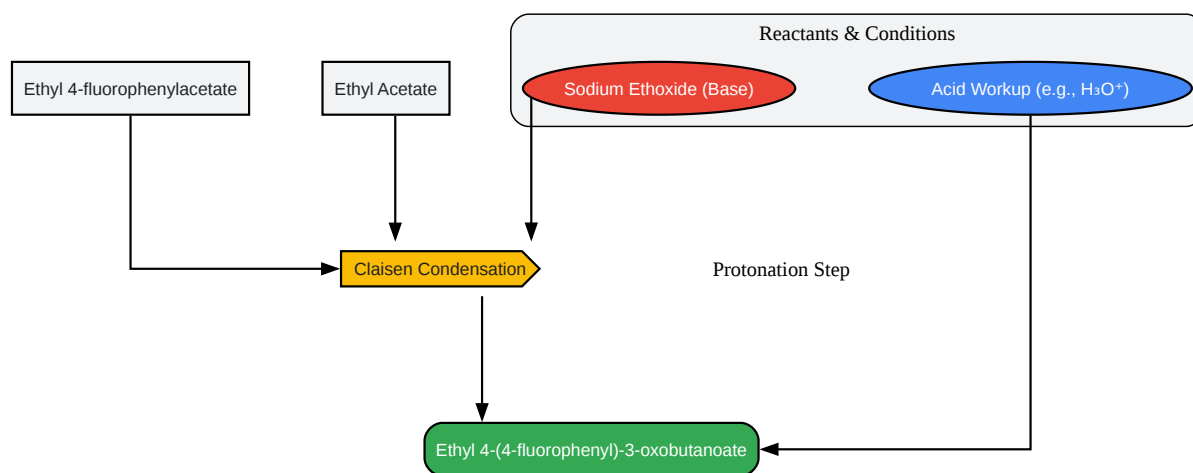 Reactants & Conditions
Ethyl 4-fluorophenylacetate
Ethyl Acetate
Sodium Ethoxide (Base)
Acid Workup (e.g., H₃O⁺)
Claisen Condensation
Protonation Step
Ethyl 4-(4-fluorophenyl)-3-oxobutanoate